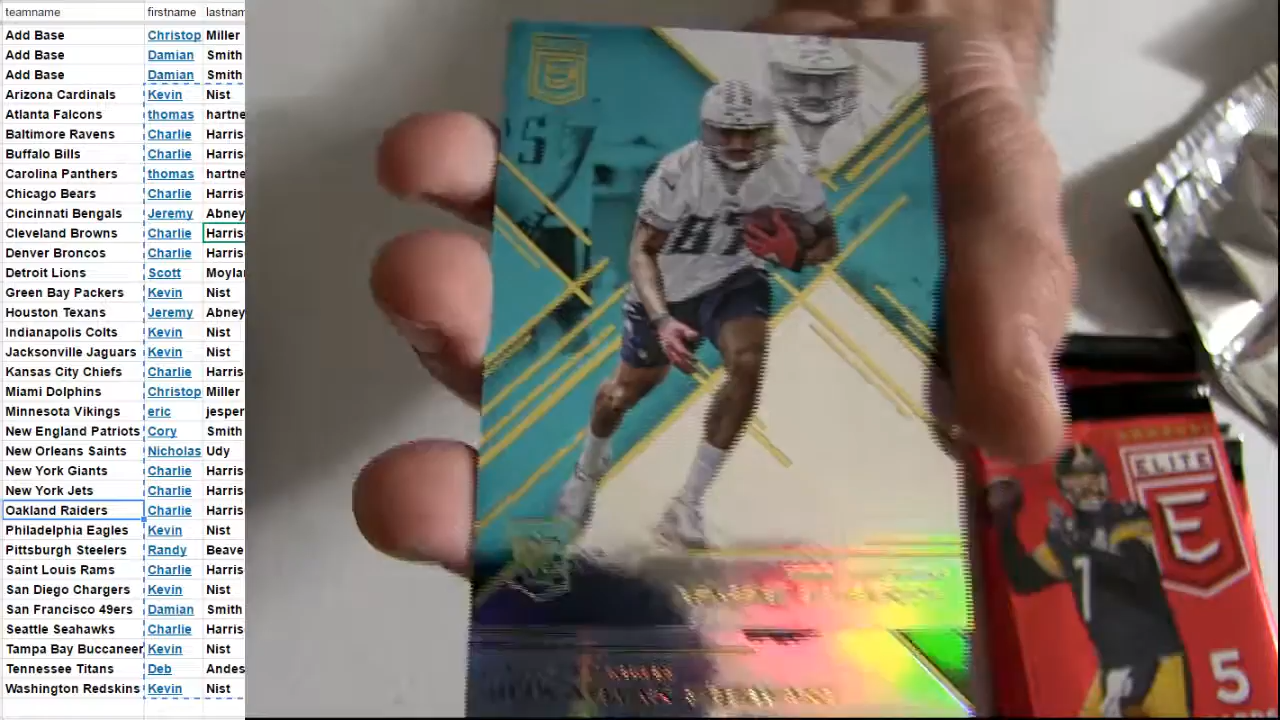 teamname firstname lastnam
Add Base Christop Miller
Add Base Damian Smith
Add Base Damian Smith
Arizona Cardinals Kevin Nist
Atlanta Falcons thomas hartne
Baltimore Ravens Charlie Harris
Buffalo Bills Charlie Harris
Carolina Panthers thomas hartne
Chicago Bears Charlie Harris
Cincinnati Bengals Jeremy Abney
Cleveland Browns Charlie Harris
Denver Broncos Charlie Harris
Detroit Lions Scott Moylar
Green Bay Packers Kevin Nist
Houston Texans Jeremy Abney
Indianapolis Colts Kevin Nist
Jacksonville Jaguars Kevin Nist
Kansas City Chiefs Charlie Harris
Miami Dolphins Christop Miller
Minnesota Vikings eric jesper
New England Patriots Cory Smith
New Orleans Saints Nicholas Udy
New York Giants Charlie Harris
New York Jets Charlie Harris
Oakland Raiders Charlie Harris
Philadelphia Eagles Kevin Nist
Pittsburgh Steelers Randy Beave
Saint Louis Rams Charlie Harris
San Diego Chargers Kevin Nist
San Francisco 49ers Damian Smith
Seattle Seahawks Charlie Harris
Tampa Bay Buccaneer Kevin Nist
Tennessee Titans Deb Andes
Washington Redskins Kevin Nist
E
ELITE
E
7
5